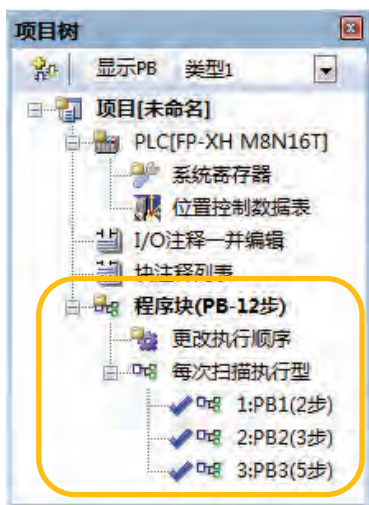 项目树
显示PB 类型1
项目[未命名]
PLC[FP-XH M8N16T]
系统寄存器
位置控制数据表
I/O注释一并编辑
块注释列表
程序块(PB-12步)
更改执行顺序
每次扫描执行型
1:PB1(2步)
2:PB2(3步)
3:PB3(5步)